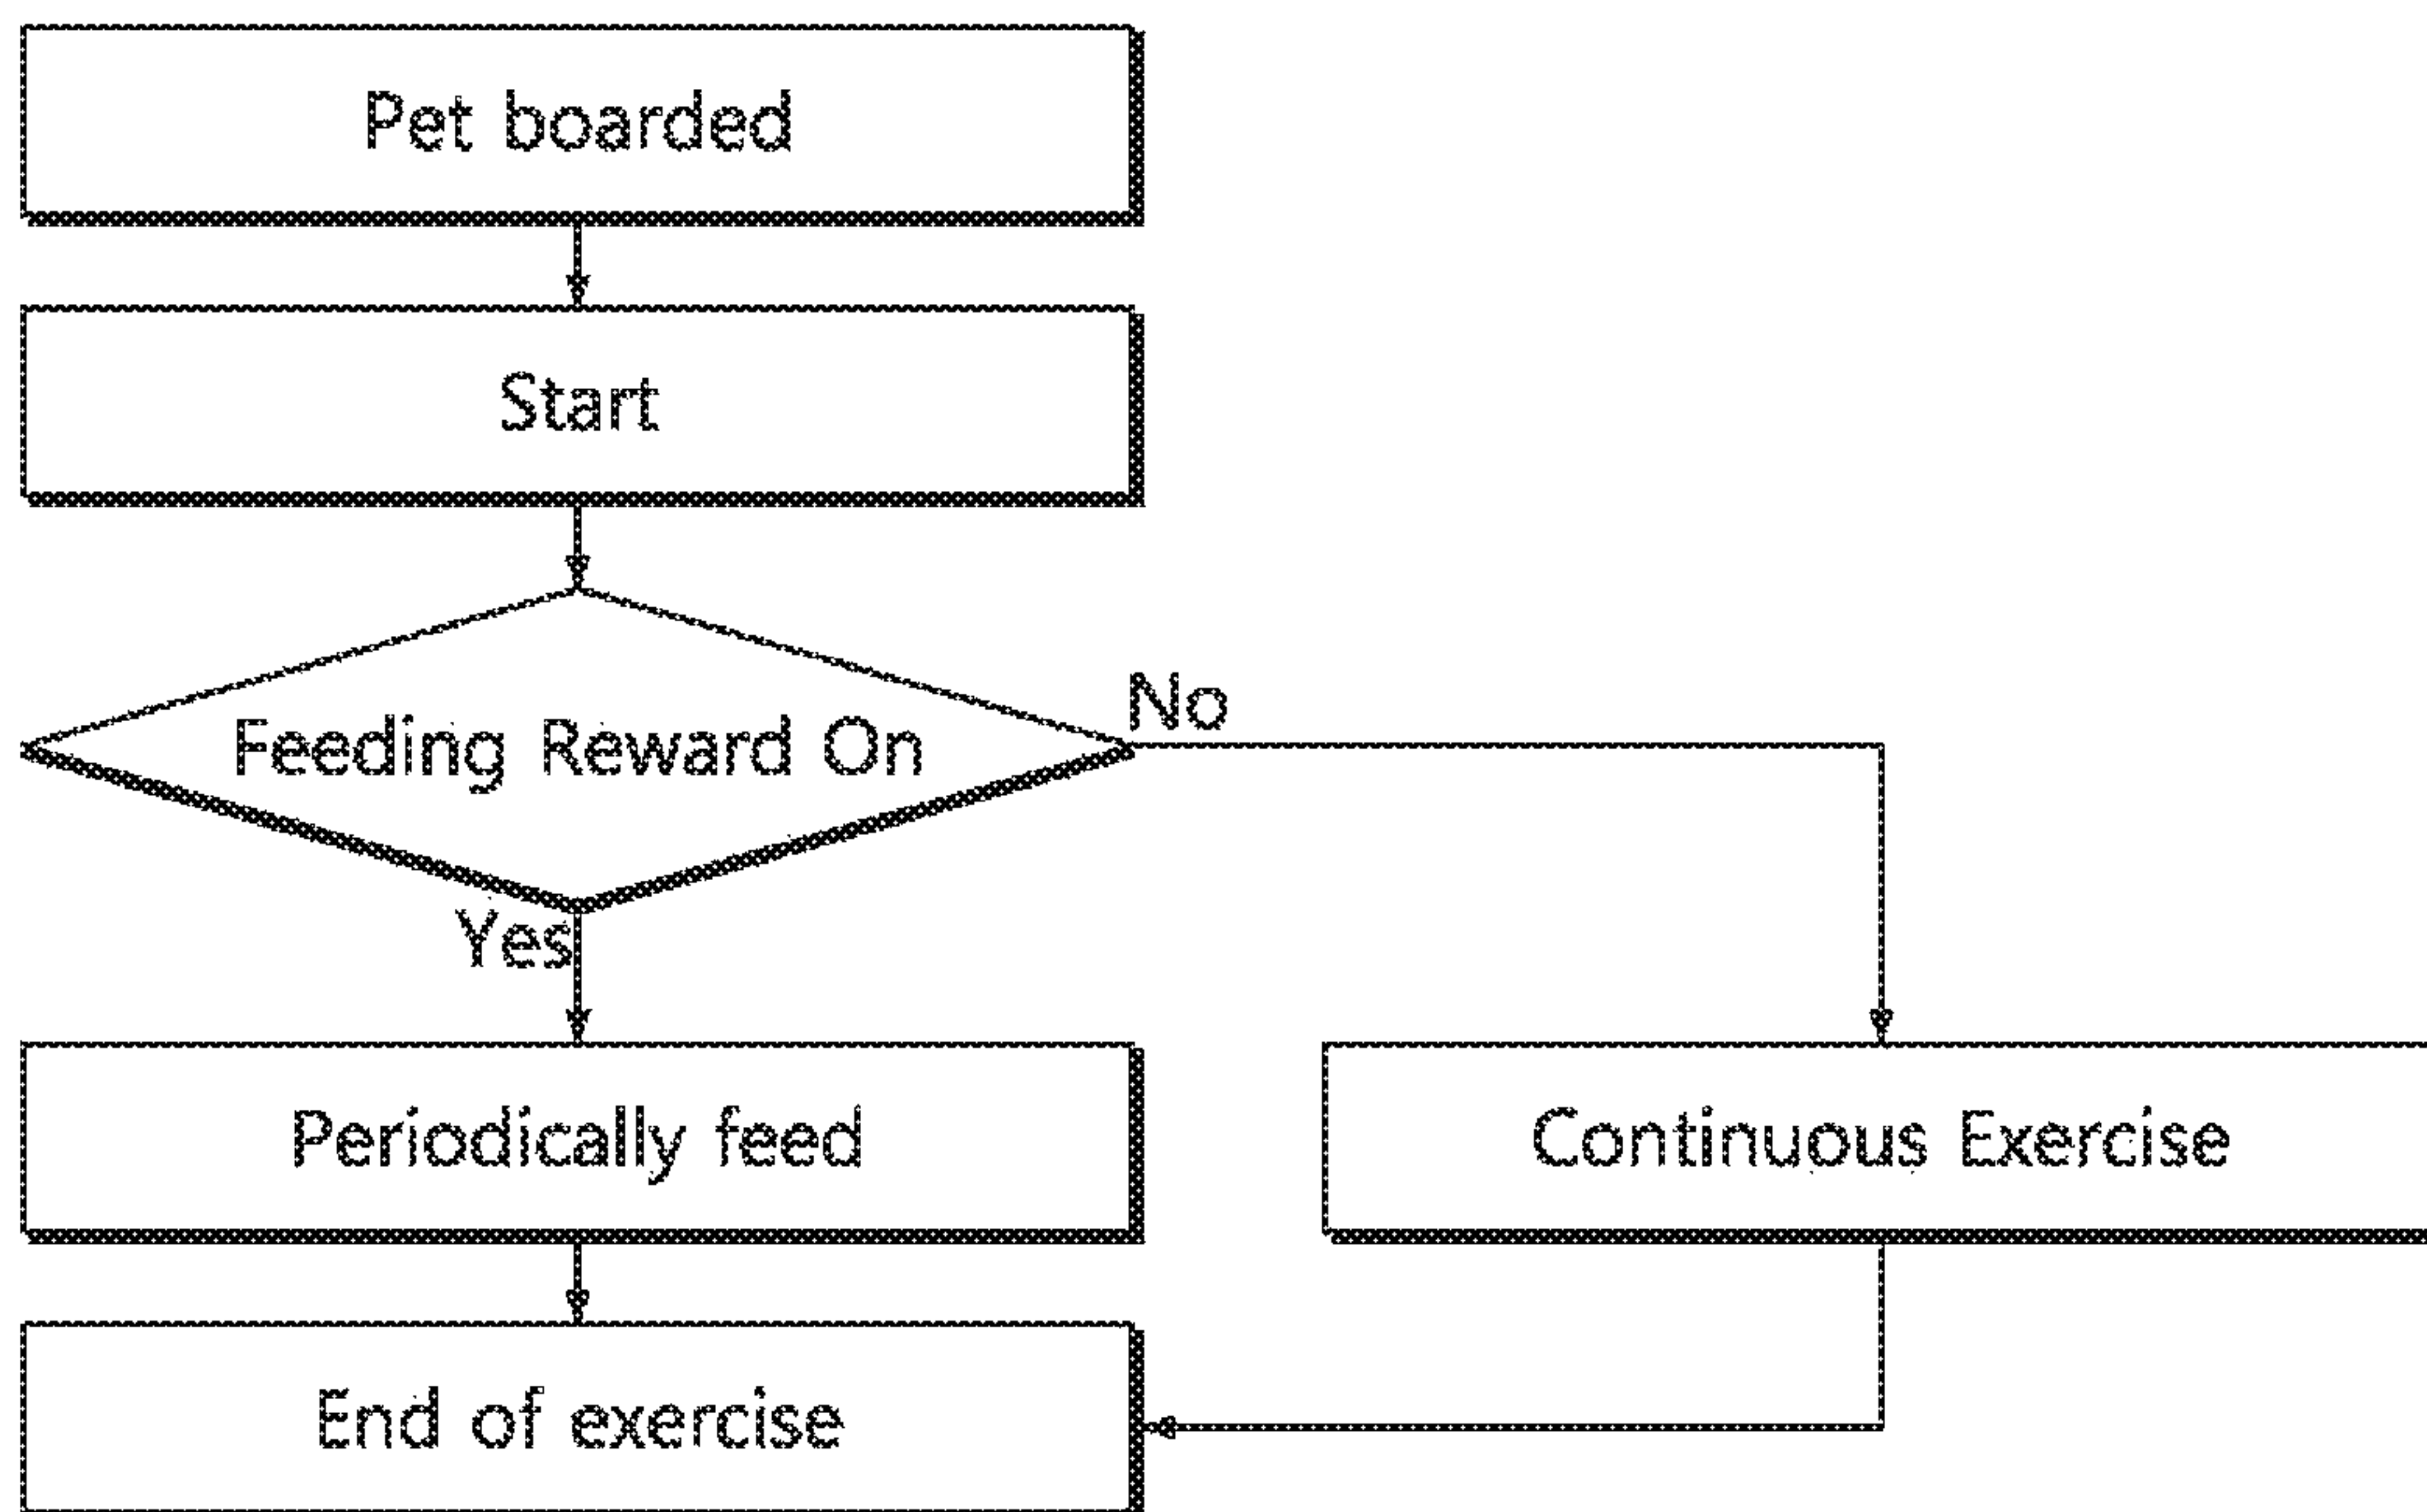 Pet boarded
Start
Feeding Reward On
No
Yes
Periodically feed
Continuous Exercise
End of exercise